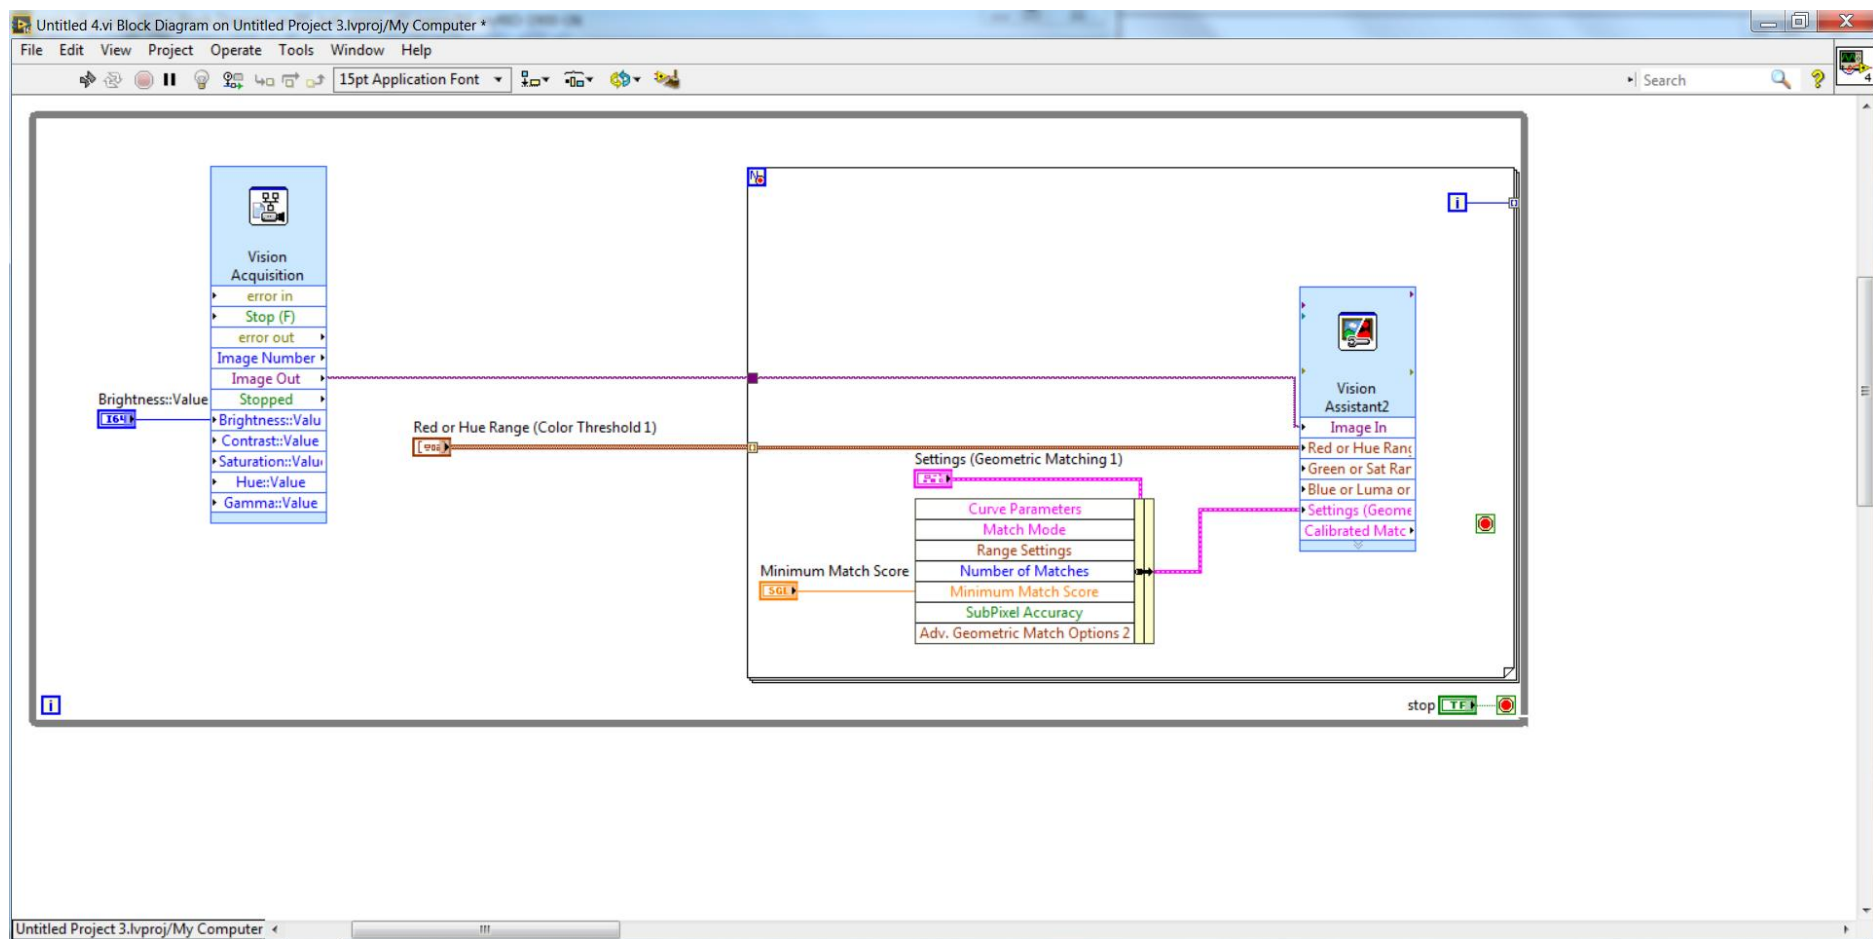 Untitled 4.vi Block Diagram on Untitled Project 3.lvproj/My Computer *
File Edit View Project Operate Tools Window Help
15pt Application Font
Search
4
Vision
Acquisition
error in
Stop (F)
error out
Image Number
Image Out
Stopped
Brightness::Valu
Contrast::Value
Saturation::Valu
Hue::Value
Gamma::Value
Brightness::Value
I64
Red or Hue Range (Color Threshold 1)
N
i
Settings (Geometric Matching 1)
Curve Parameters
Match Mode
Range Settings
Number of Matches
Minimum Match Score
SubPixel Accuracy
Adv. Geometric Match Options 2
Minimum Match Score
SGL
Vision
Assistant2
Image In
Red or Hue Rang
Green or Sat Ran
Blue or Luma or
Settings (Geome
Calibrated Matc
i
stop TF
Untitled Project 3.lvproj/My Computer